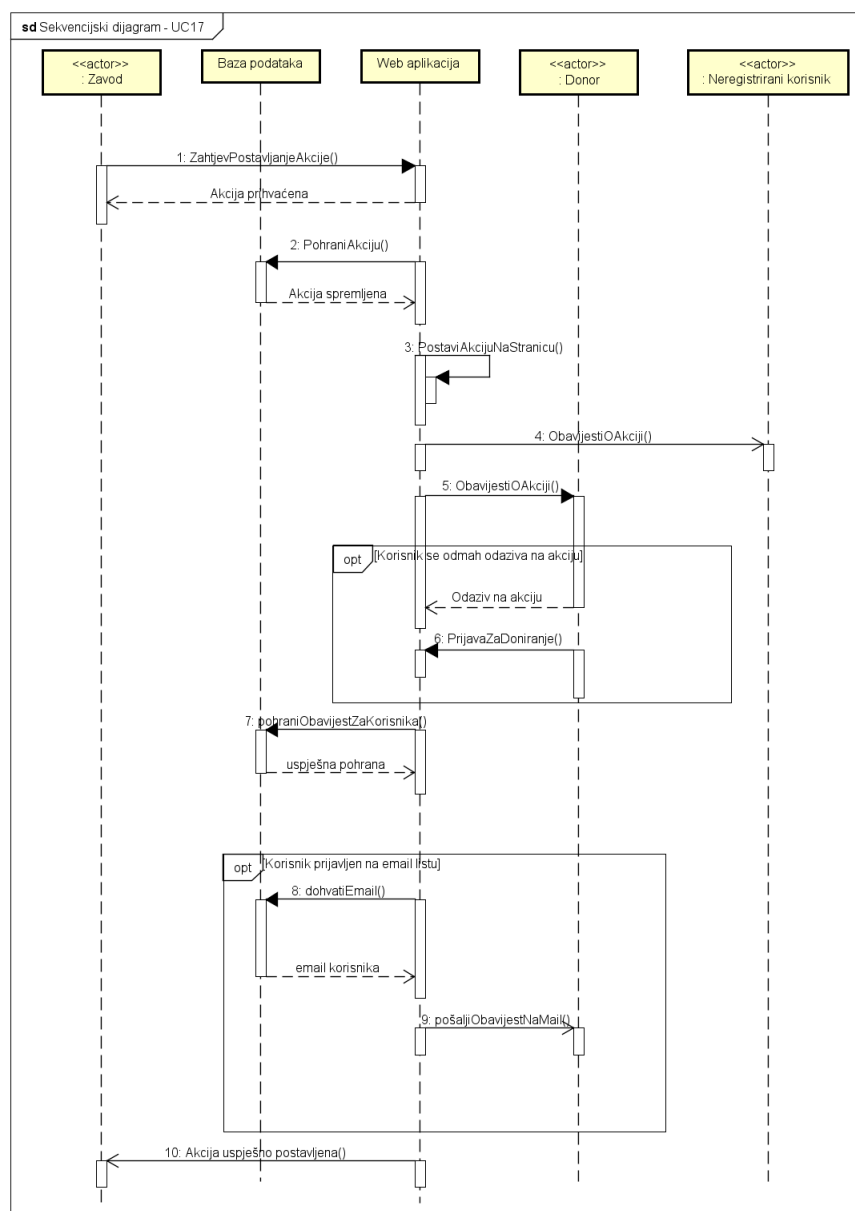 sd Sekvencijski dijagram - UC17
<<actor>>
: Zavod
Baza podataka
Web aplikacija
<<actor>>
: Donor
<<actor>>
: Neregistrirani korisnik
1: ZahtjevPostavljanjeAkcije()
Akcija prihvaćena
2: PohraniAkciju()
Akcija spremljena
3: PostaviAkcijuNaStranicu()
4: ObavijestiOAkciji()
5: ObavijestiOAkciji()
opt [Korisnik se odmah odaziva na akciju]
Odaziv na akciju
6: PrijavaZaDoniranje()
7: pohraniObavijestZaKorisnika()
uspješna pohrana
opt [Korisnik prijavljen na email listu]
8: dohvatiEmail()
email korisnika
9: pošaljiObavijestNaMail()
10: Akcija uspješno postavljena()